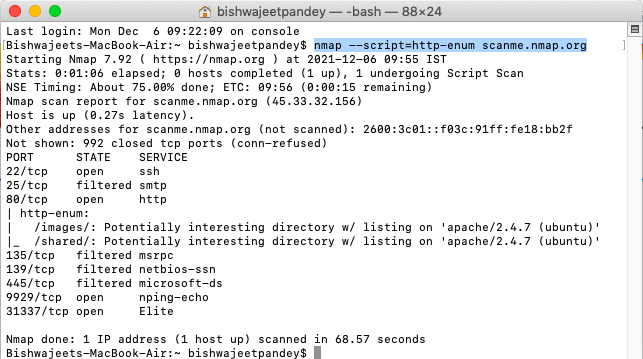 bishwajeetpandey — -bash — 88×24
Last login: Mon Dec  6 09:22:09 on console
[Bishwajeets-MacBook-Air:~ bishwajeetpandey$ nmap --script=http-enum scanme.nmap.org ]
Starting Nmap 7.92 ( https://nmap.org ) at 2021-12-06 09:55 IST
Stats: 0:01:06 elapsed; 0 hosts completed (1 up), 1 undergoing Script Scan
NSE Timing: About 75.00% done; ETC: 09:56 (0:00:15 remaining)
Nmap scan report for scanme.nmap.org (45.33.32.156)
Host is up (0.27s latency).
Other addresses for scanme.nmap.org (not scanned): 2600:3c01::f03c:91ff:fe18:bb2f
Not shown: 992 closed tcp ports (conn-refused)
PORT      STATE    SERVICE
22/tcp    open     ssh
25/tcp    filtered smtp
80/tcp    open     http
| http-enum:
|   /images/: Potentially interesting directory w/ listing on 'apache/2.4.7 (ubuntu)'
|_  /shared/: Potentially interesting directory w/ listing on 'apache/2.4.7 (ubuntu)'
135/tcp   filtered msrpc
139/tcp   filtered netbios-ssn
445/tcp   filtered microsoft-ds
9929/tcp  open     nping-echo
31337/tcp open     Elite
Nmap done: 1 IP address (1 host up) scanned in 68.57 seconds
Bishwajeets-MacBook-Air:~ bishwajeetpandey$